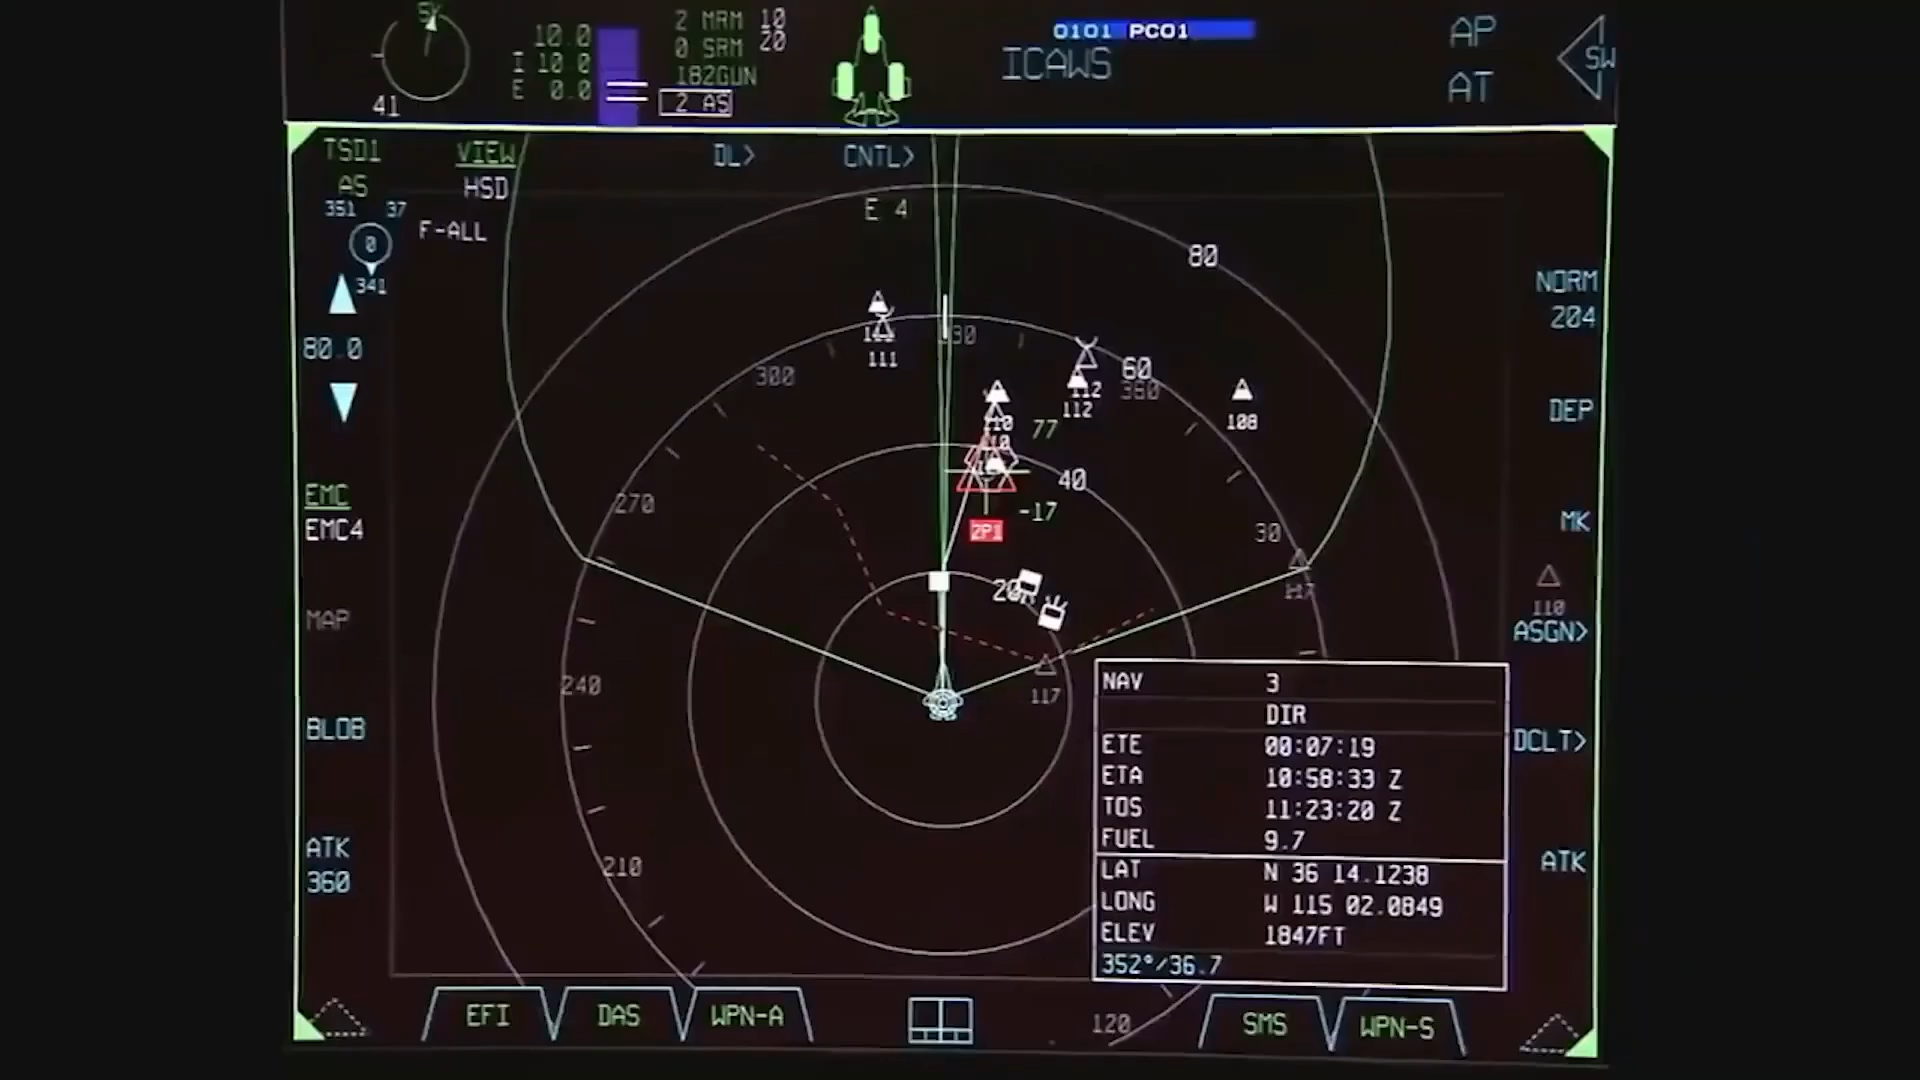 SW
41
10.0
I 10 0
E 0.0
2 MRM 10
0 SRM 20
182GUN
2 AS
0101 PC01
ICAWS
AP
AT
SW
TSD1
AS
VIEW
HSD
DL>
CNTL>
351 37
0
341
F-ALL
E 4
80
80.0
NORM
204
111
330
300
60
360
112
112
108
110
77
40
-17
2P1
DEP
EMC
EMC4
270
30
MK
20
117
110
ASGN>
MAP
240
117
BLOB
DCLT>
NAV 3
DIR
ETE 00:07:19
ETA 10:58:33 Z
TOS 11:23:20 Z
FUEL 9.7
LAT N 36 14.1238
LONG W 115 02.0849
ELEV 1847FT
352°/36.7
ATK
360
210
ATK
EFI
DAS
WPN-A
120
SMS
WPN-S